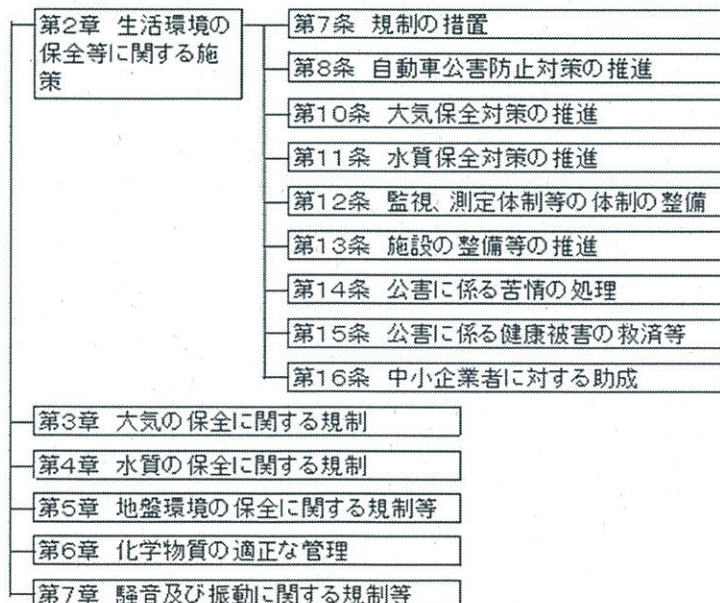 第2章 生活環境の
保全等に関する施
策
第7条 規制の措置
第8条 自動車公害防止対策の推進
第10条 大気保全対策の推進
第11条 水質保全対策の推進
第12条 監視、測定体制等の体制の整備
第13条 施設の整備等の推進
第14条 公害に係る苦情の処理
第15条 公害に係る健康被害の救済等
第16条 中小企業者に対する助成
第3章 大気の保全に関する規制
第4章 水質の保全に関する規制
第5章 地盤環境の保全に関する規制等
第6章 化学物質の適正な管理
第7章 騒音及び振動に関する規制等